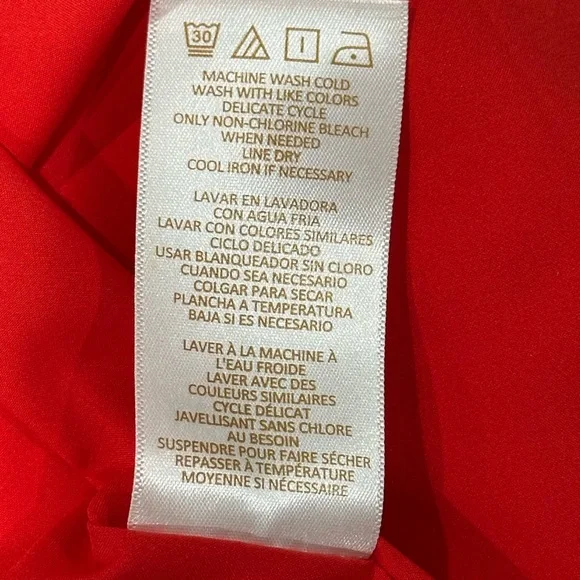 30
MACHINE WASH COLD
WASH WITH LIKE COLORS
DELICATE CYCLE
ONLY NON-CHLORINE BLEACH
WHEN NEEDED
LINE DRY
COOL IRON IF NECESSARY
LAVAR EN LAVADORA
CON AGUA FRIA
LAVAR CON COLORES SIMILARES
CICLO DELICADO
USAR BLANQUEADOR SIN CLORO
CUANDO SEA NECESARIO
COLGAR PARA SECAR
PLANCHA A TEMPERATURA
BAJA SI ES NECESARIO
LAVER À LA MACHINE À
L'EAU FROIDE
LAVER AVEC DES
COULEURS SIMILAIRES
CYCLE DÉLICAT
JAVELLISANT SANS CHLORE
AU BESOIN
SUSPENDRE POUR FAIRE SÉCHER
REPASSER À TEMPÉRATURE
MOYENNE SI NÉCESSAIRE